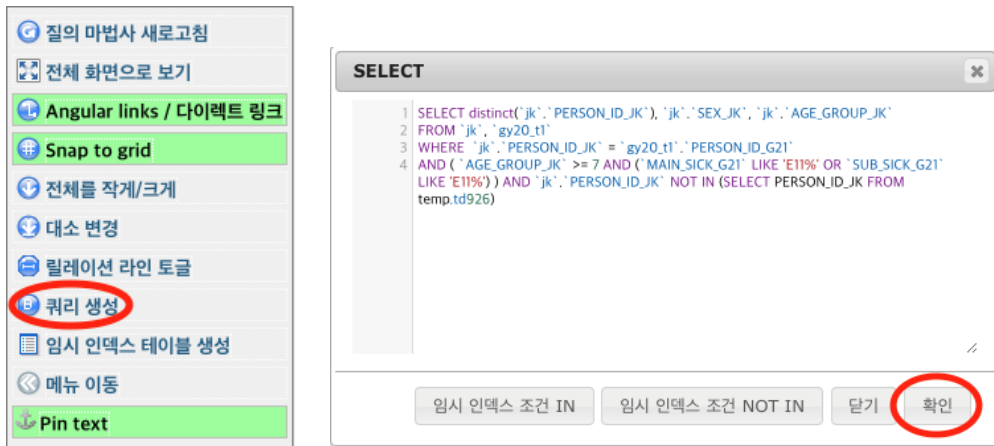 질의 마법사 새로고침
전체 화면으로 보기
Angular links / 다이렉트 링크
Snap to grid
전체를 작게/크게
대소 변경
릴레이션 라인 토글
쿼리 생성
임시 인덱스 테이블 생성
메뉴 이동
Pin text
SELECT
1 SELECT distinct(`jk`.`PERSON_ID_JK`), `jk`.`SEX_JK`, `jk`.`AGE_GROUP_JK`
2 FROM `jk`, `gy20_t1`
3 WHERE `jk`.`PERSON_ID_JK` = `gy20_t1`.`PERSON_ID_G21`
4 AND ( `AGE_GROUP_JK` >= 7 AND (`MAIN_SICK_G21` LIKE 'E11%' OR `SUB_SICK_G21`
LIKE 'E11%') ) AND `jk`.`PERSON_ID_JK` NOT IN (SELECT PERSON_ID_JK FROM
temp.td926)
임시 인덱스 조건 IN
임시 인덱스 조건 NOT IN
닫기
확인